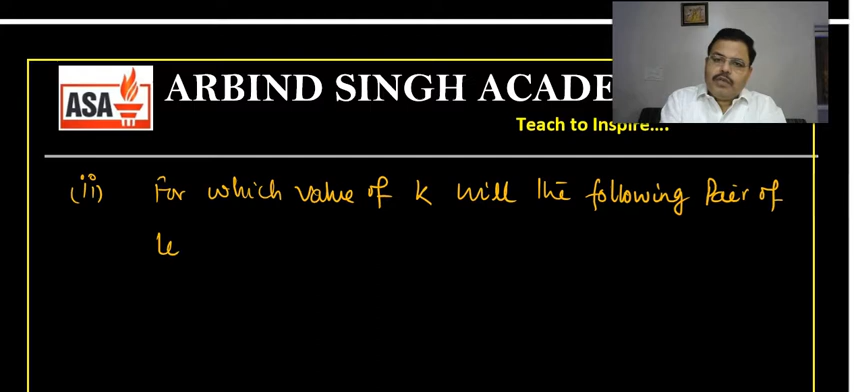 ASA
ARBIND SINGH ACADE
Teach to Inspire....
(ii) For which value of k will the following Pair of